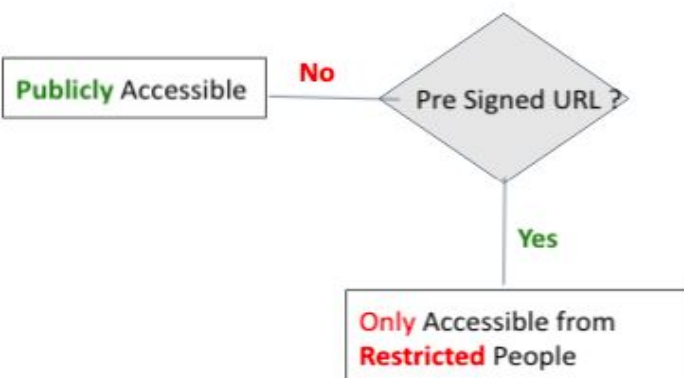 No
Publicly Accessible
Pre Signed URL ?
Yes
Only Accessible from
Restricted People